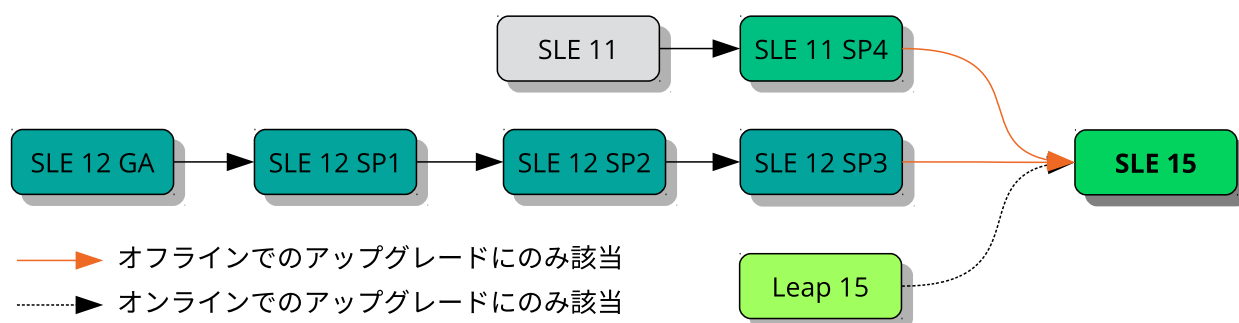 SLE 11
SLE 11 SP4
SLE 12 GA
SLE 12 SP1
SLE 12 SP2
SLE 12 SP3
SLE 15
オフラインでのアップグレードにのみ該当
オンラインでのアップグレードにのみ該当
Leap 15